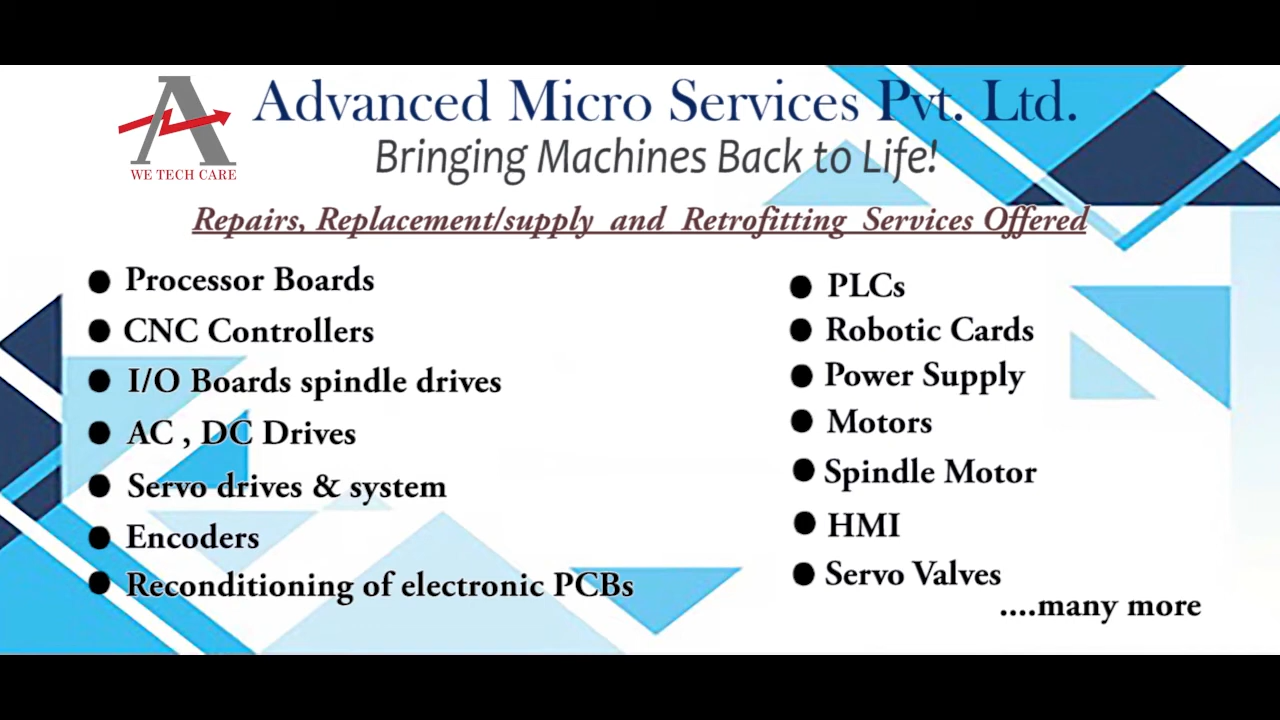 Advanced Micro Services Pvt. Ltd.
Bringing Machines Back to Life!
WE TECH CARE
Repairs, Replacement/supply and Retrofitting Services Offered
Processor Boards
CNC Controllers
I/O Boards spindle drives
AC , DC Drives
Servo drives & system
Encoders
Reconditioning of electronic PCBs
PLCs
Robotic Cards
Power Supply
Motors
Spindle Motor
HMI
Servo Valves
....many more